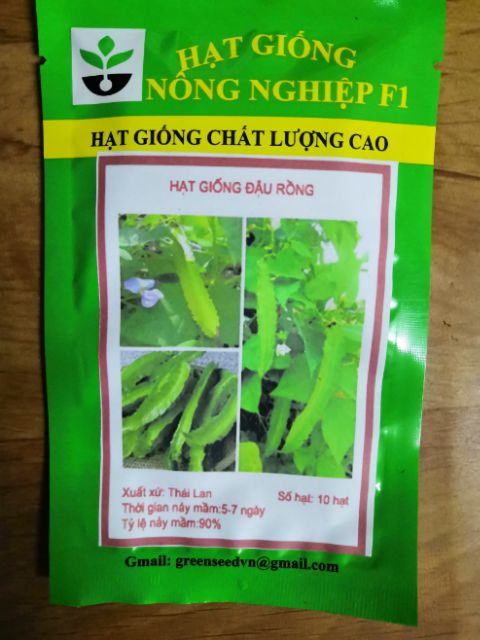 HẠT GIỐNG
NÔNG NGHIỆP F1
HẠT GIỐNG CHẤT LƯỢNG CAO
HẠT GIỐNG ĐẬU RỒNG
Xuất xứ: Thái Lan
Số hạt: 10 hạt
Thời gian nảy mầm:5-7 ngày
Tỷ lệ nảy mầm:90%
Gmail: greenseedvn@gmail.com